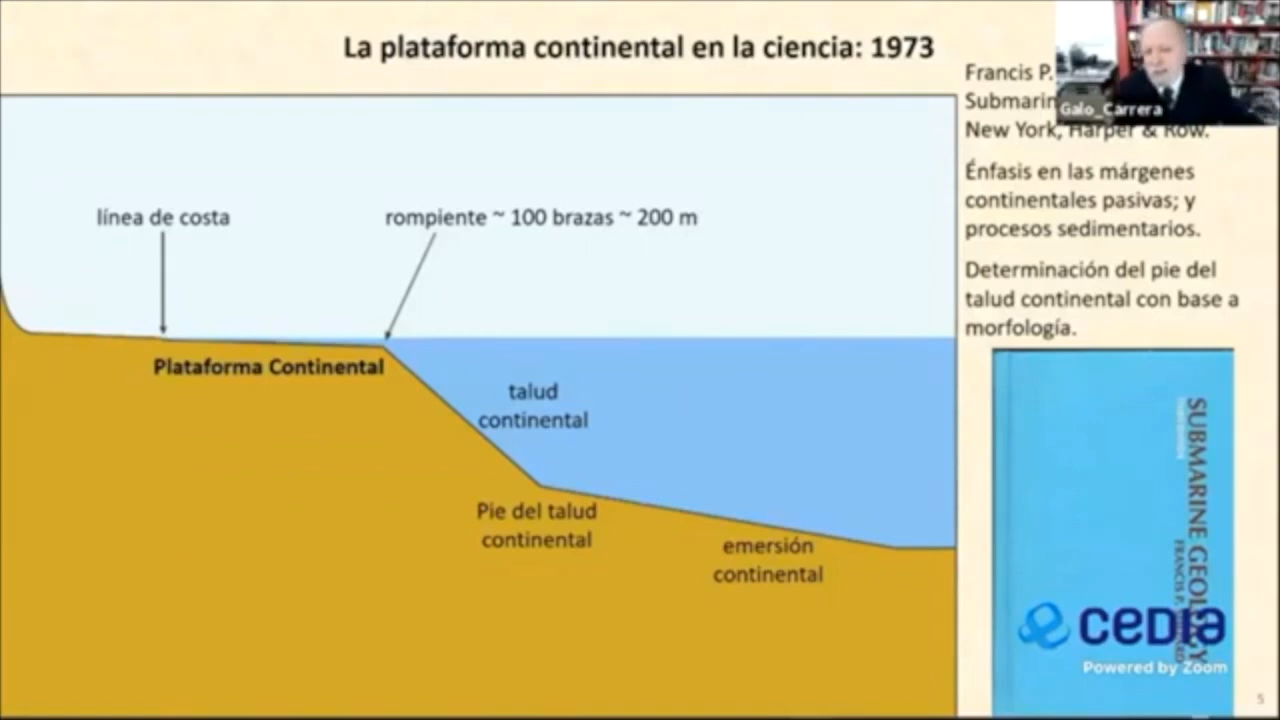 La plataforma continental en la ciencia: 1973
Francis P.
Submarin
New York, Harper & Row.
Galo_Carrera
Énfasis en las márgenes
continentales pasivas; y
procesos sedimentarios.
Determinación del pie del
talud continental con base a
morfología.
línea de costa
rompiente ~ 100 brazas ~ 200 m
Plataforma Continental
talud
continental
Pie del talud
continental
emersión
continental
SUBMARINE GEOLOGY
FRANCIS P.
cedia
Powered by Zoom
5